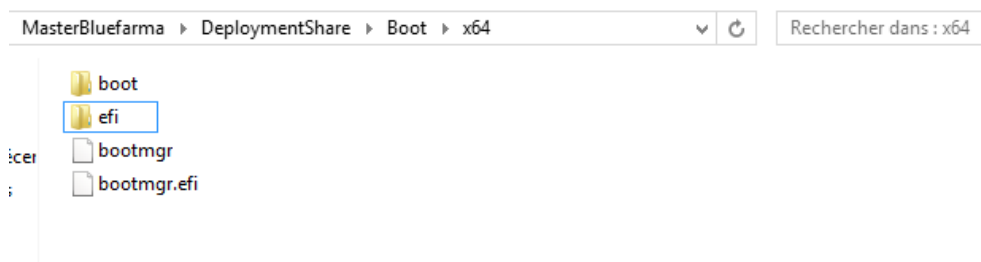 MasterBluefarma DeploymentShare Boot x64
Rechercher dans : x64
boot
efi
bootmgr
bootmgr.efi